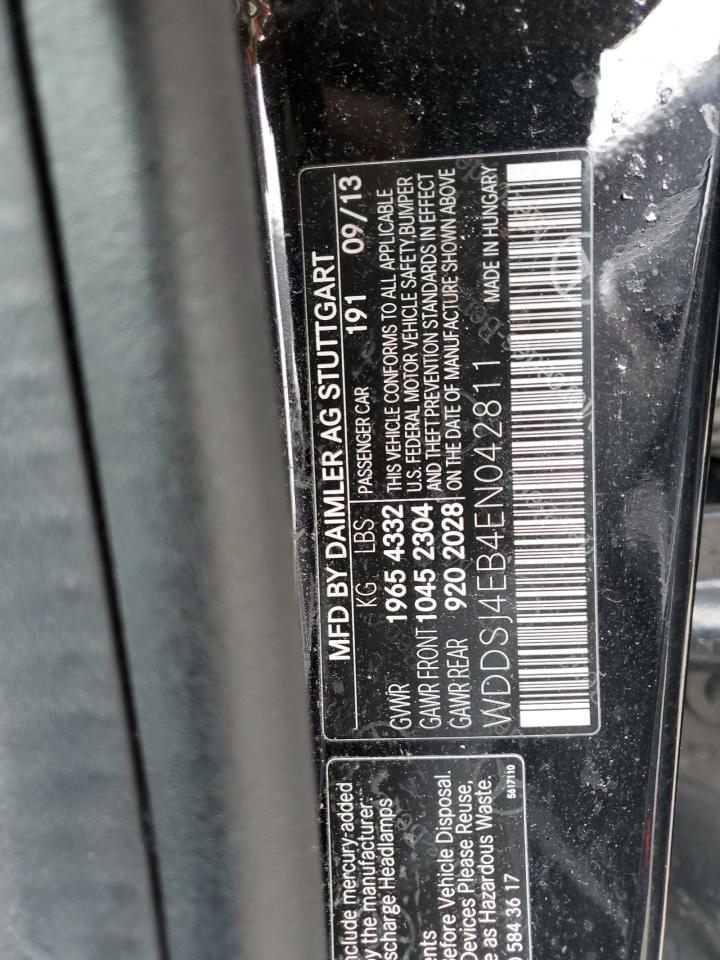 MFD BY DAIMLER AG STUTTGART
KG LBS PASSENGER CAR 191 09/13
GVWR 1965 4332 THIS VEHICLE CONFORMS TO ALL APPLICABLE
GAWR FRONT 1045 2304 U.S. FEDERAL MOTOR VEHICLE SAFETY,BUMPER
GAWR REAR 920 2028 AND THEFT PREVENTION STANDARDS IN EFFECT
ON THE DATE OF MANUFACTURE SHOWN ABOVE
WDDSJ4EB4EN042811 MADE IN HUNGARY
include mercury-added
by the manufacturer:
scharge Headlamps
ents
efore Vehicle Disposal.
Devices Please Reuse,
e as Hazardous Waste.
584 36 17 5617110